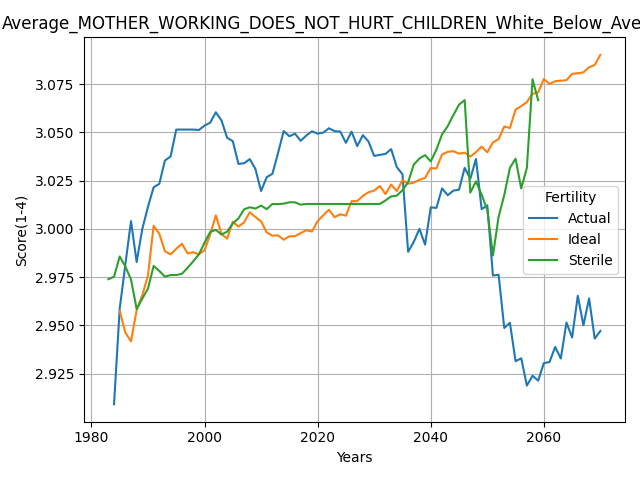 Average_MOTHER_WORKING_DOES_NOT_HURT_CHILDREN_White_Below_Ave
3.075
3.050
3.025
3.000
2.975
2.950
2.925
Score(1-4)
Fertility
Actual
Ideal
Sterile
1980 2000 2020 2040 2060
Years